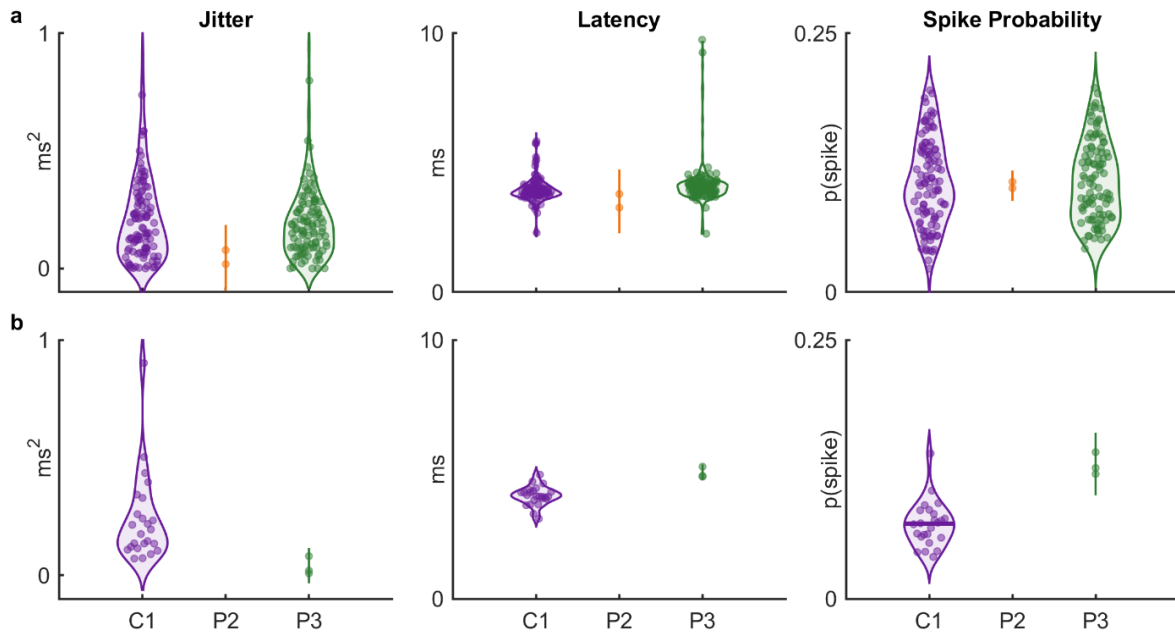 a
Jitter
Latency
Spike Probability
1
ms²
0
10
ms
0
0.25
p(spike)
0
b
1
ms²
0
10
ms
0
0.25
p(spike)
0
C1 P2 P3
C1 P2 P3
C1 P2 P3